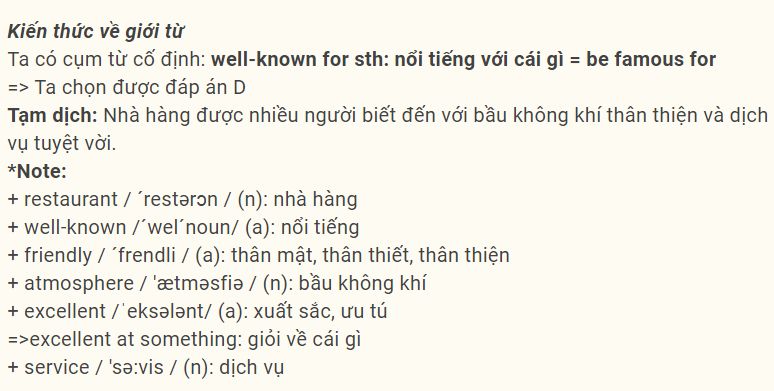 Kiến thức về giới từ
Ta có cụm từ cố định: well-known for sth: nổi tiếng với cái gì = be famous for
=> Ta chọn được đáp án D
Tạm dịch: Nhà hàng được nhiều người biết đến với bầu không khí thân thiện và dịch
vụ tuyệt vời.
*Note:
+ restaurant / ´restərɔn / (n): nhà hàng
+ well-known /´wel´noun/ (a): nổi tiếng
+ friendly / ´frendli / (a): thân mật, thân thiết, thân thiện
+ atmosphere / 'ætməsfiə / (n): bầu không khí
+ excellent /ˈeksələnt/ (a): xuất sắc, ưu tú
=>excellent at something: giỏi về cái gì
+ service / 'sə:vis / (n): dịch vụ